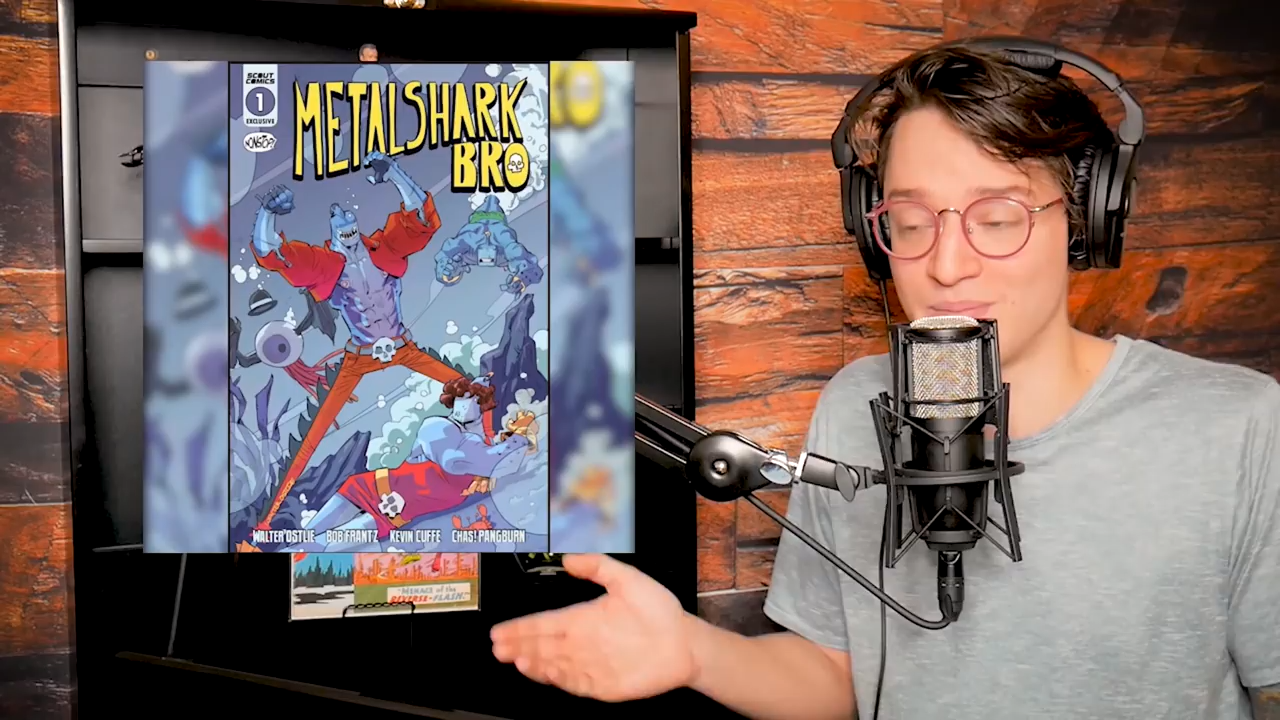 SCOUT
COMICS
1
EXCLUSIVE
NONSTOP!
METALSHARK
BRO
WALTER OSTLIE BOB FRANTZ KEVIN CUFFE CHAS! PANGBURN
"MENACE of the
REVERSE-FLASH!"